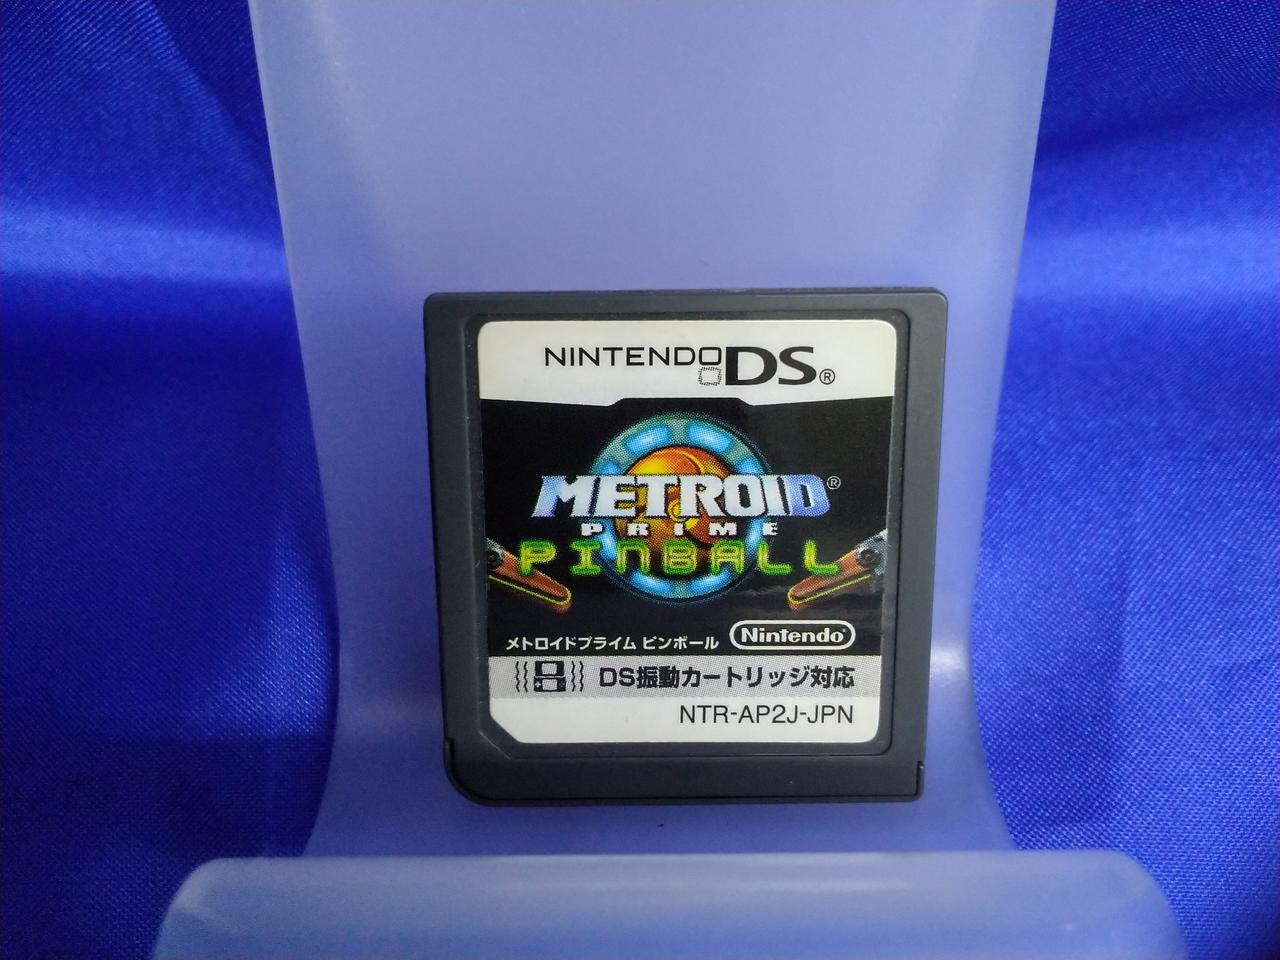 NINTENDO DS®
METROID®
PRIME
PINBALL
メトロイドプライム ピンボール Nintendo®
DS振動カートリッジ対応
NTR-AP2J-JPN